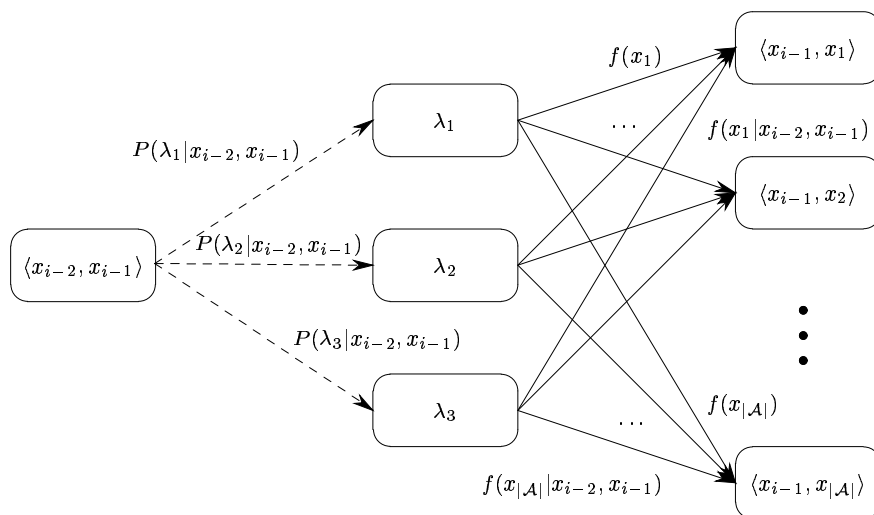 ⟨x_{i−2}, x_{i−1}⟩
P(λ_1|x_{i−2}, x_{i−1})
P(λ_2|x_{i−2}, x_{i−1})
P(λ_3|x_{i−2}, x_{i−1})
λ_1
λ_2
λ_3
f(x_1)
...
f(x_1|x_{i−2}, x_{i−1})
f(x_{|𝒜|})
...
f(x_{|𝒜|}|x_{i−2}, x_{i−1})
⟨x_{i−1}, x_1⟩
⟨x_{i−1}, x_2⟩
⟨x_{i−1}, x_{|𝒜|}⟩